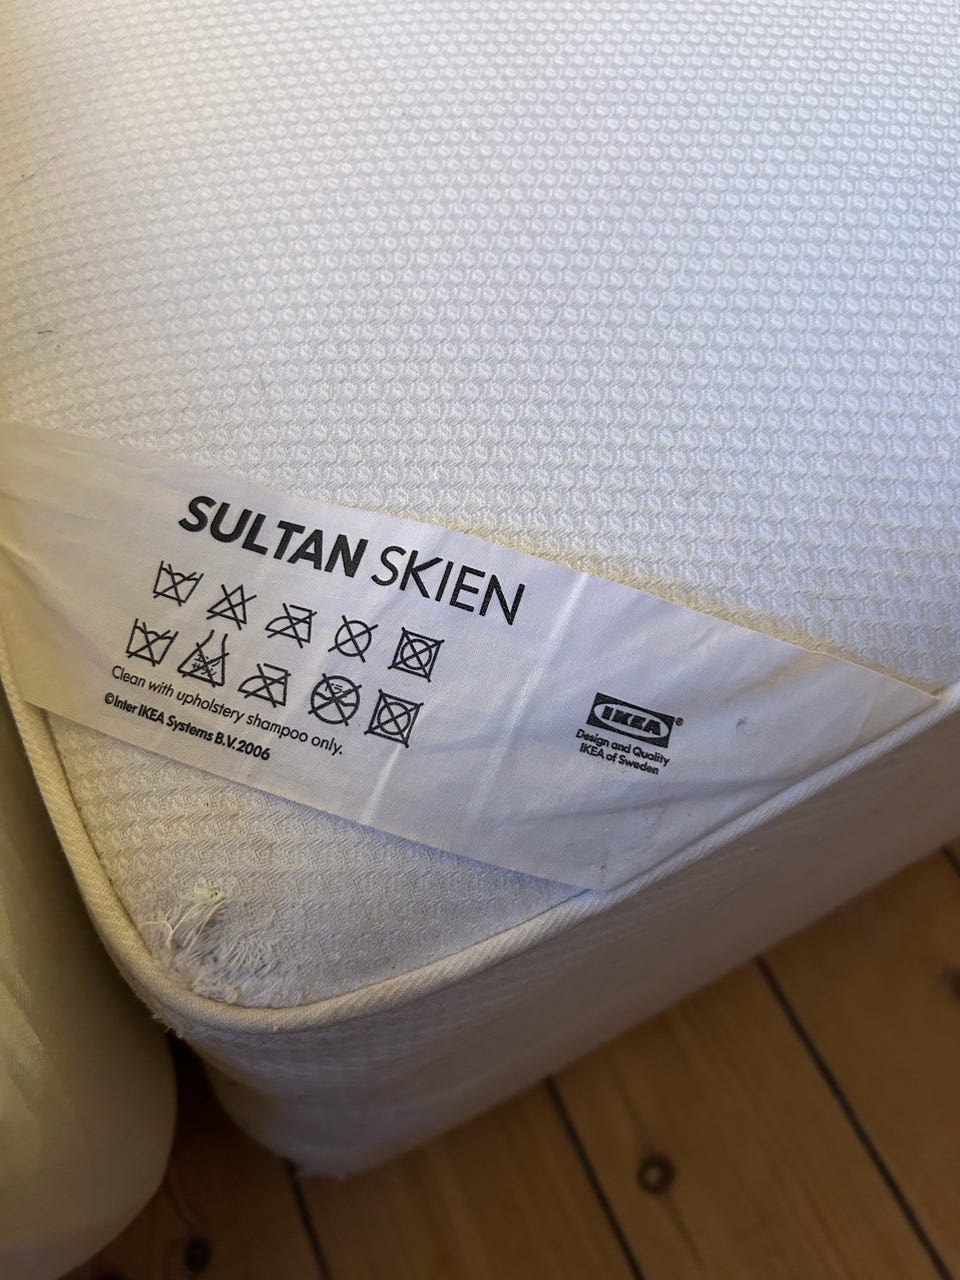 SULTAN SKIEN
Clean with upholstery shampoo only.
©Inter IKEA Systems B.V.2006
IKEA®
Design and Quality
IKEA of Sweden